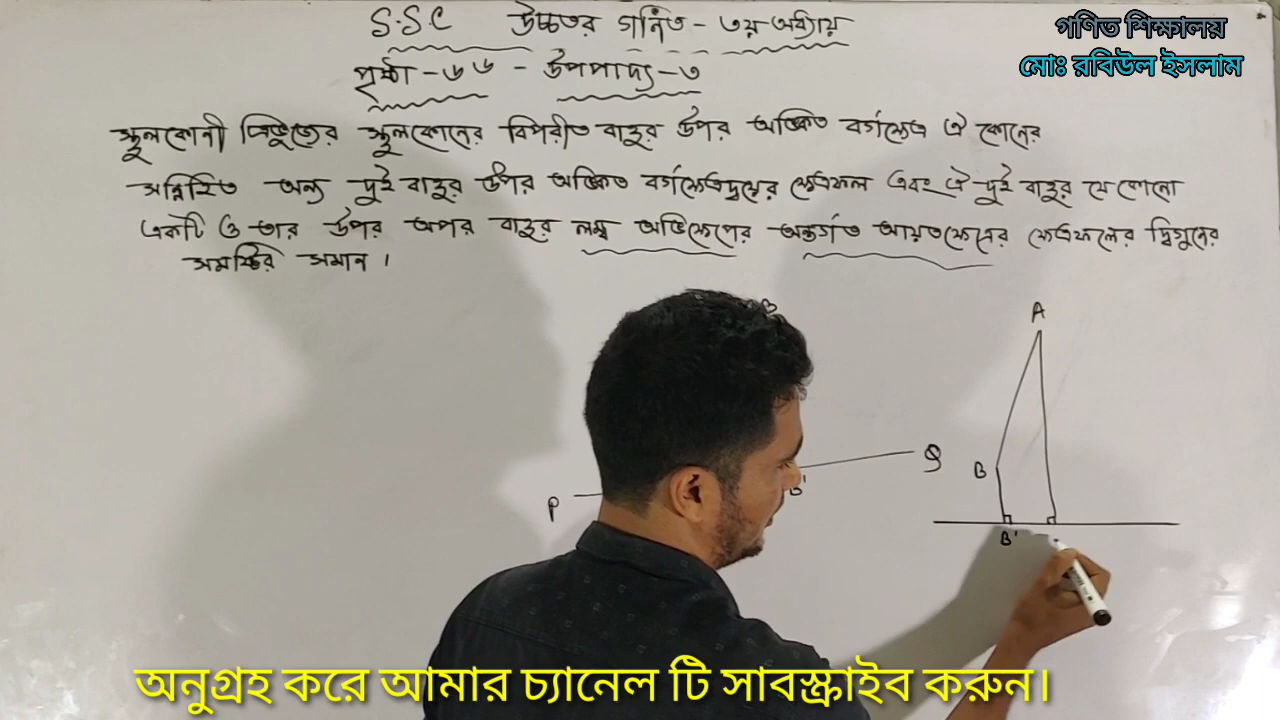 S.S.C উচ্চতর গনিত - ৩য় অধ্যায়
পৃষ্ঠা - ৬৬ - উপপাদ্য - ৩
গণিত শিক্ষালয়
মোঃ রবিউল ইসলাম
স্থুলকোনী ত্রিভুজের স্থুলকোনের বিপরীত বাহুর উপর অঙ্কিত বর্গক্ষেত্র ঐ কোনের
সন্নিহিত অন্য দুই বাহুর উপর অঙ্কিত বর্গক্ষেত্রদ্বয়ের ক্ষেত্রফল এবং ঐ দুই বাহুর যে কোনো
একটি ও তার উপর অপর বাহুর লম্ব অভিক্ষেপের অন্তর্গত আয়তক্ষেত্রের ক্ষেত্রফলের দ্বিগুনের
সমষ্টির সমান।
B
A
P
B'
Q
B
B'
অনুগ্রহ করে আমার চ্যানেল টি সাবস্ক্রাইব করুন।